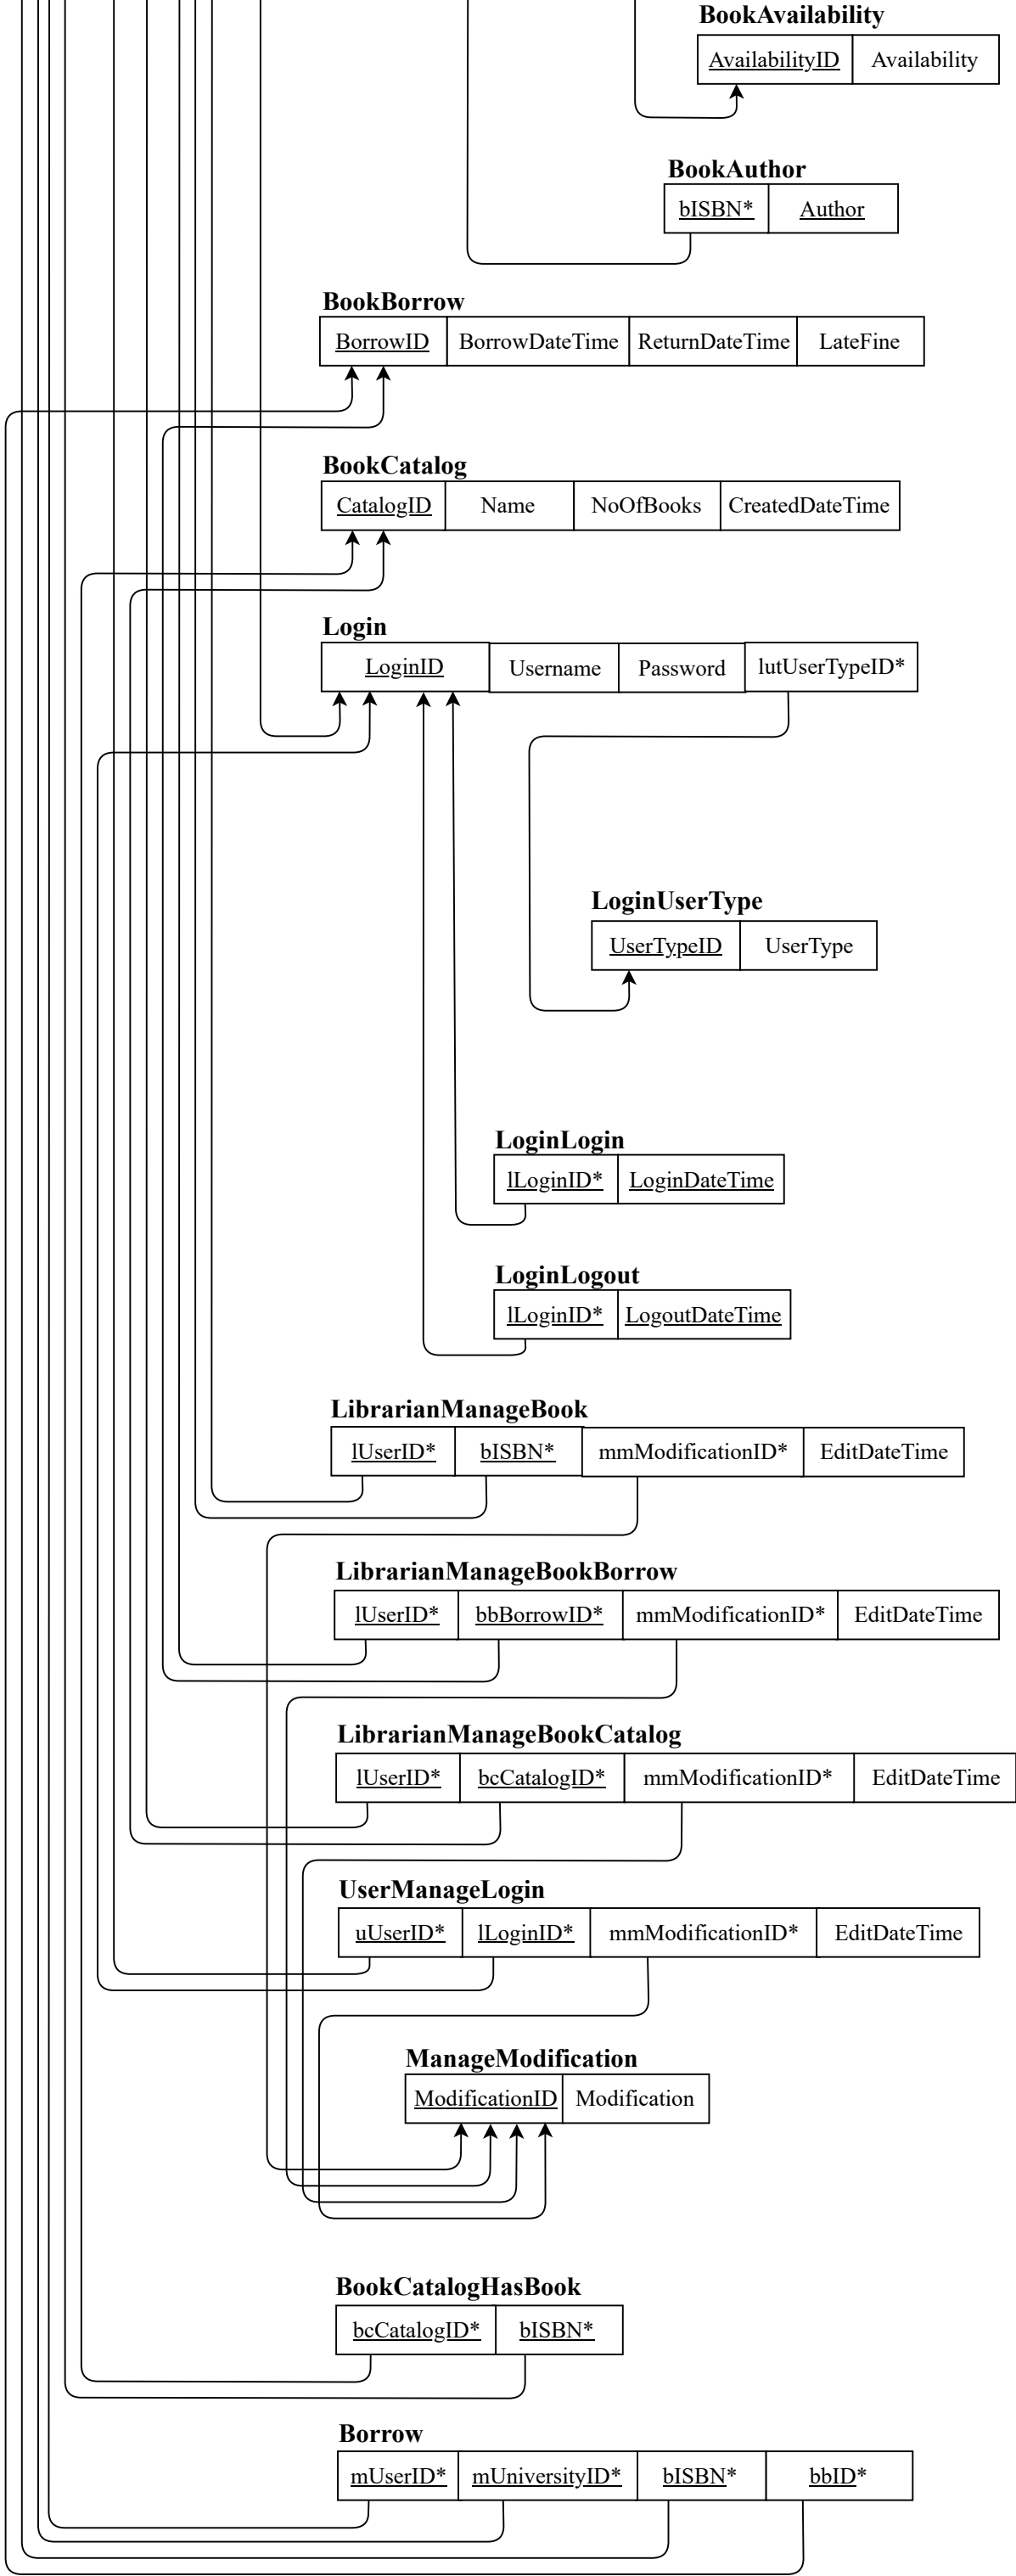 BookAvailability
AvailabilityID Availability
BookAuthor
bISBN* Author
BookBorrow
BorrowID BorrowDateTime ReturnDateTime LateFine
BookCatalog
CatalogID Name NoOfBooks CreatedDateTime
Login
LoginID Username Password lutUserTypeID*
LoginUserType
UserTypeID UserType
LoginLogin
lLoginID* LoginDateTime
LoginLogout
lLoginID* LogoutDateTime
LibrarianManageBook
lUserID* bISBN* mmModificationID* EditDateTime
LibrarianManageBookBorrow
lUserID* bbBorrowID* mmModificationID* EditDateTime
LibrarianManageBookCatalog
lUserID* bcCatalogID* mmModificationID* EditDateTime
UserManageLogin
uUserID* lLoginID* mmModificationID* EditDateTime
ManageModification
ModificationID Modification
BookCatalogHasBook
bcCatalogID* bISBN*
Borrow
mUserID* mUniversityID* bISBN* bbID*